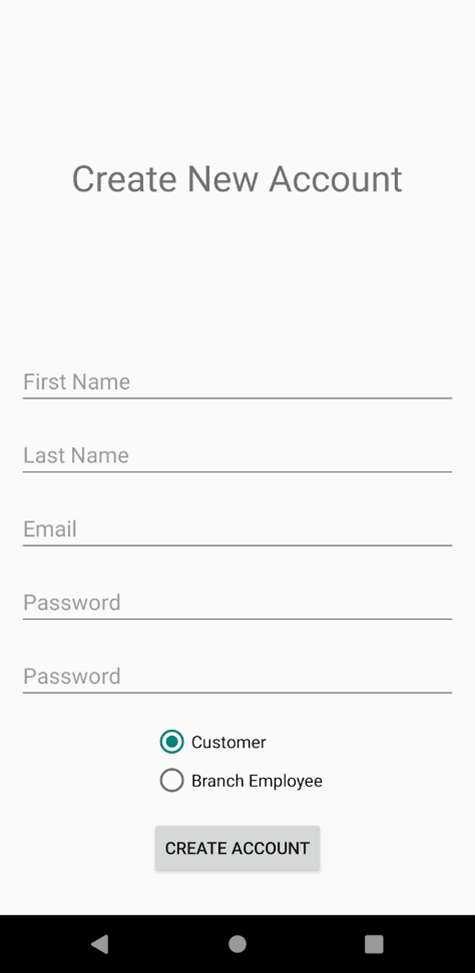 Create New Account
First Name
Last Name
Email
Password
Password
Customer
Branch Employee
CREATE ACCOUNT